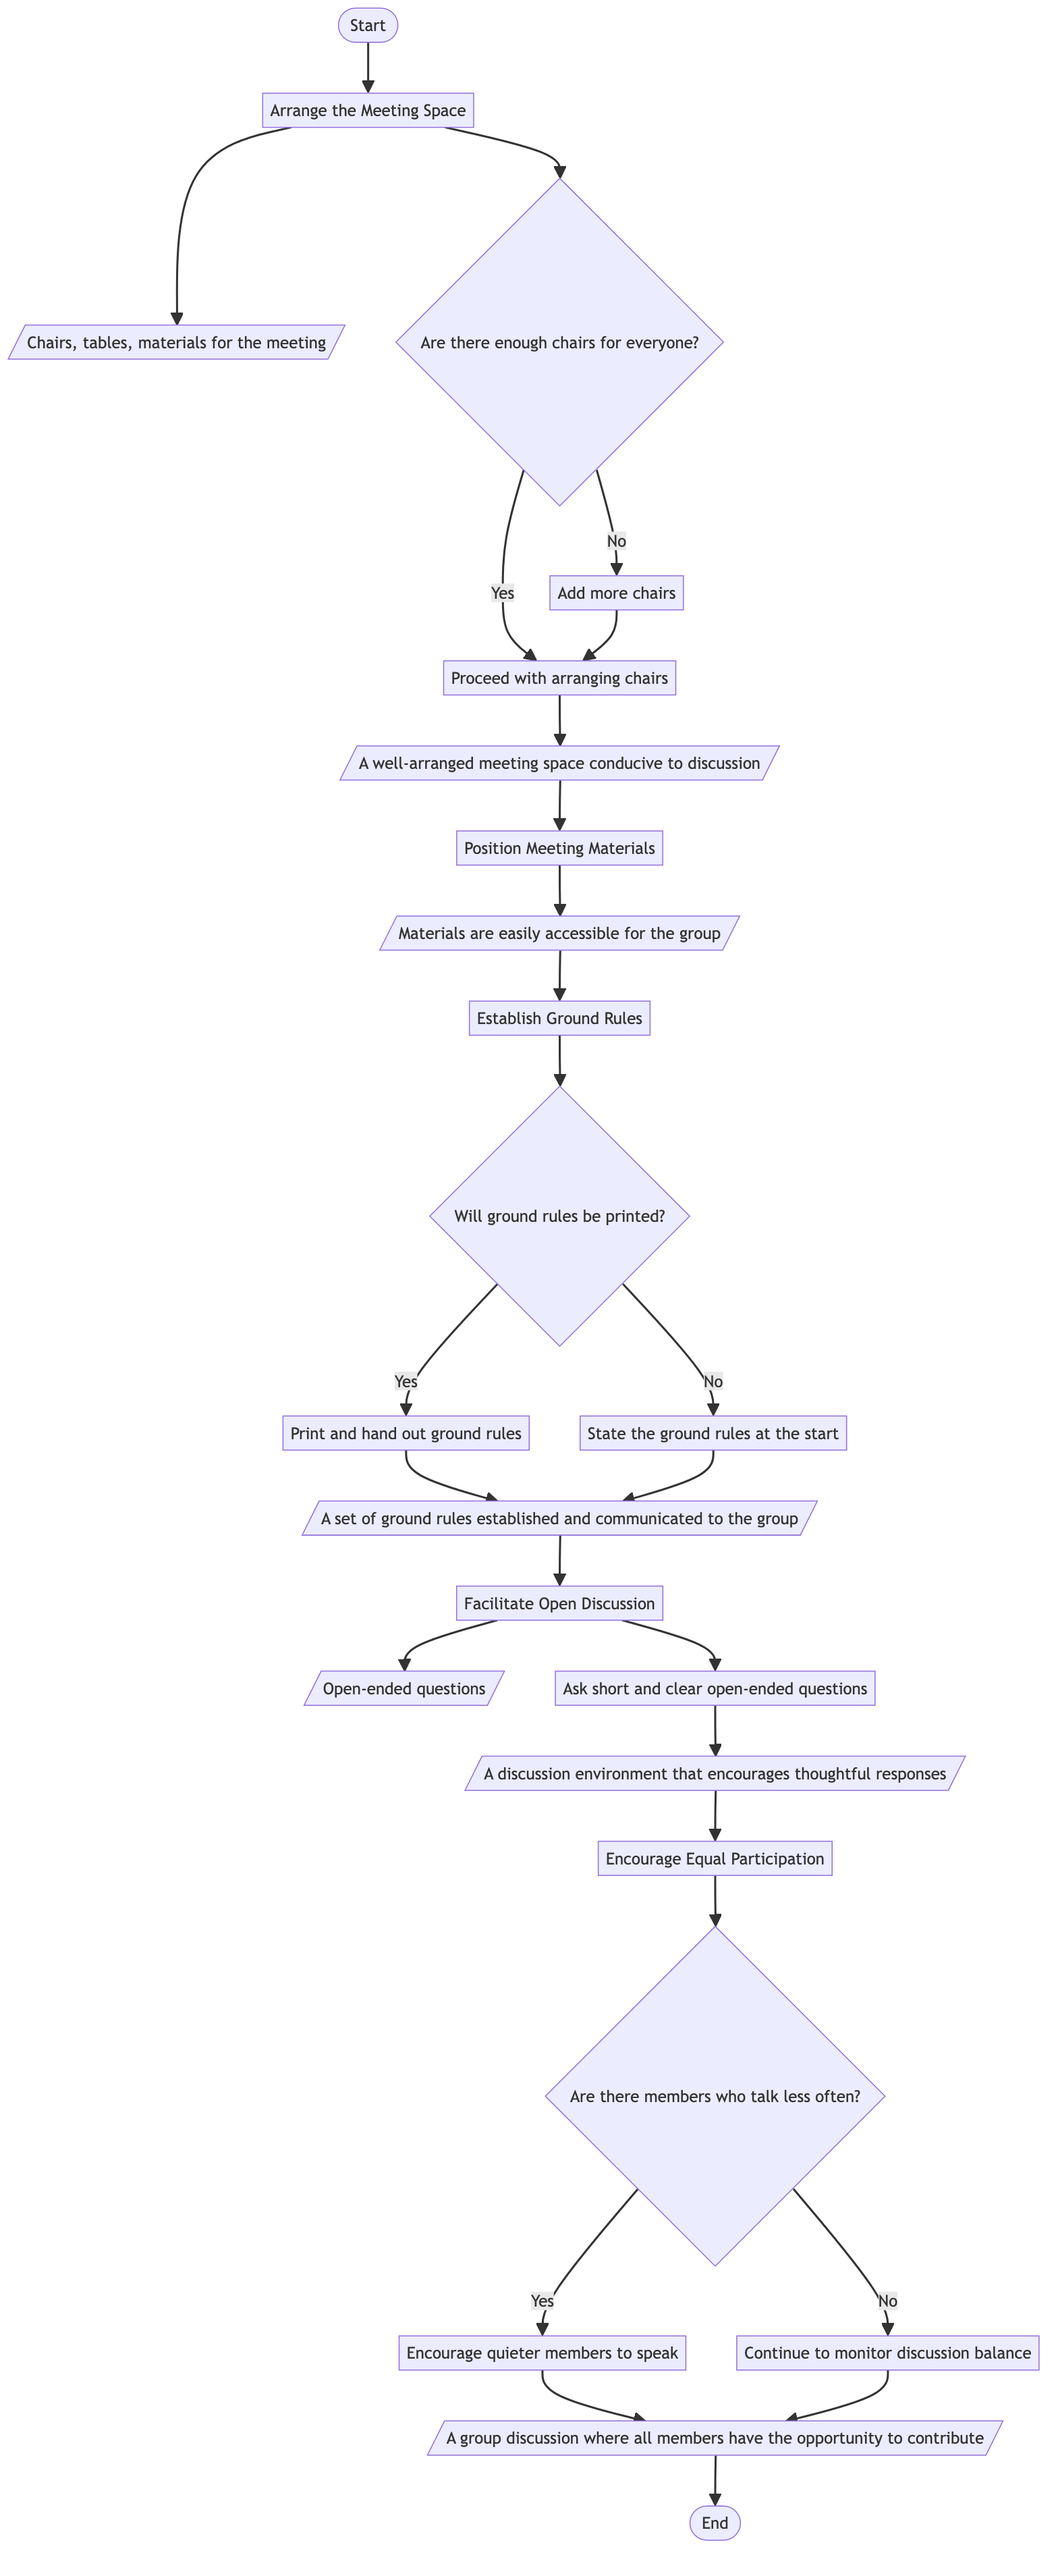 Start
Arrange the Meeting Space
Chairs, tables, materials for the meeting
Are there enough chairs for everyone?
No
Yes
Add more chairs
Proceed with arranging chairs
A well-arranged meeting space conducive to discussion
Position Meeting Materials
Materials are easily accessible for the group
Establish Ground Rules
Will ground rules be printed?
Yes
No
Print and hand out ground rules
State the ground rules at the start
A set of ground rules established and communicated to the group
Facilitate Open Discussion
Open-ended questions
Ask short and clear open-ended questions
A discussion environment that encourages thoughtful responses
Encourage Equal Participation
Are there members who talk less often?
Yes
No
Encourage quieter members to speak
Continue to monitor discussion balance
A group discussion where all members have the opportunity to contribute
End